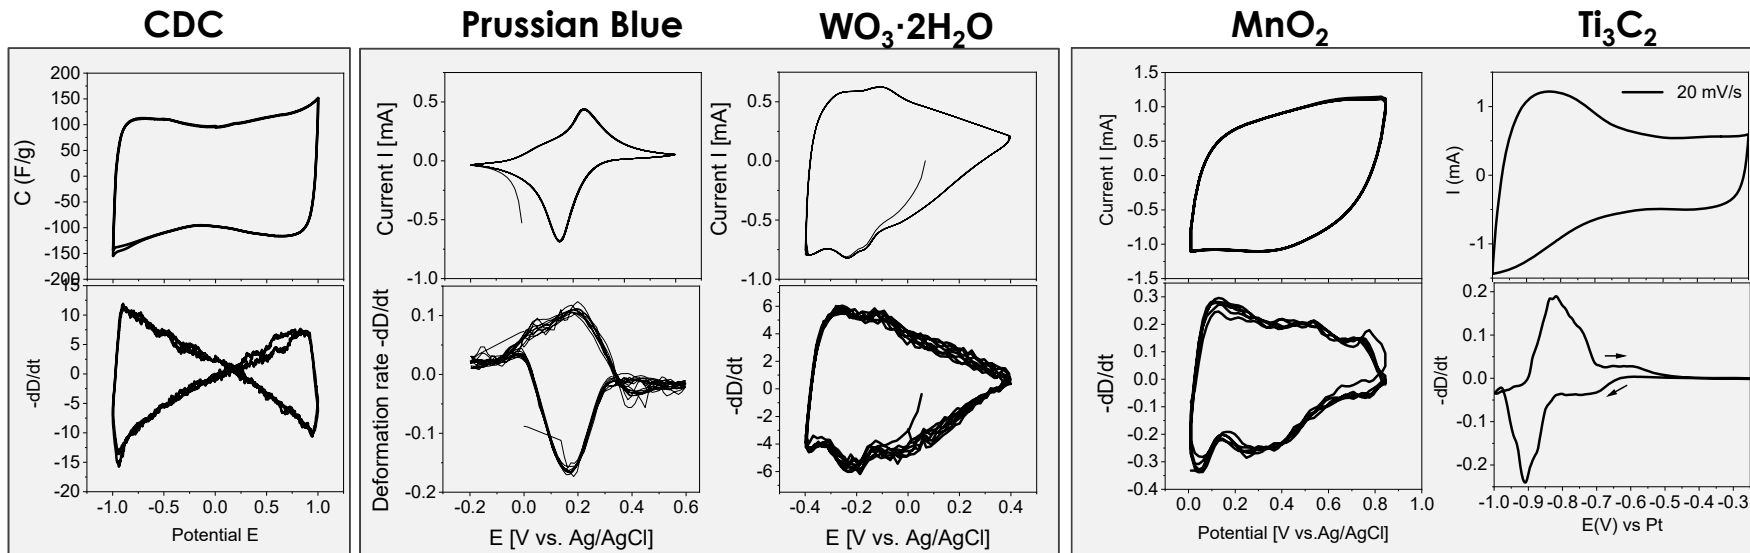 CDC
Prussian Blue
WO3·2H2O
MnO2
Ti3C2
C (F/g)
200
150
100
50
0
-50
-100
-150
-200
-dD/dt
15
10
5
0
-5
-10
-15
-20
-1.0 -0.5 0.0 0.5 1.0
Potential E
Current I [mA]
0.5
0.0
-0.5
-1.0
Deformation rate -dD/dt
0.1
0.0
-0.1
-0.2
-0.2 0.0 0.2 0.4 0.6
E [V vs. Ag/AgCl]
Current I [mA]
0.5
0.0
-0.5
-1.0
-dD/dt
6
4
2
0
-2
-4
-6
-0.4 -0.2 0.0 0.2 0.4
E [V vs. Ag/AgCl]
Current I [mA]
1.5
1.0
0.5
0.0
-0.5
-1.0
-1.5
-dD/dt
0.3
0.2
0.1
0.0
-0.1
-0.2
-0.3
-0.4
0.0 0.2 0.4 0.6 0.8 1.0
Potential [V vs.Ag/AgCl]
20 mV/s
I (mA)
1
0
-1
-dD/dt
0.2
0.1
0.0
-0.1
-0.2
-1.0 -0.9 -0.8 -0.7 -0.6 -0.5 -0.4 -0.3
E(V) vs Pt